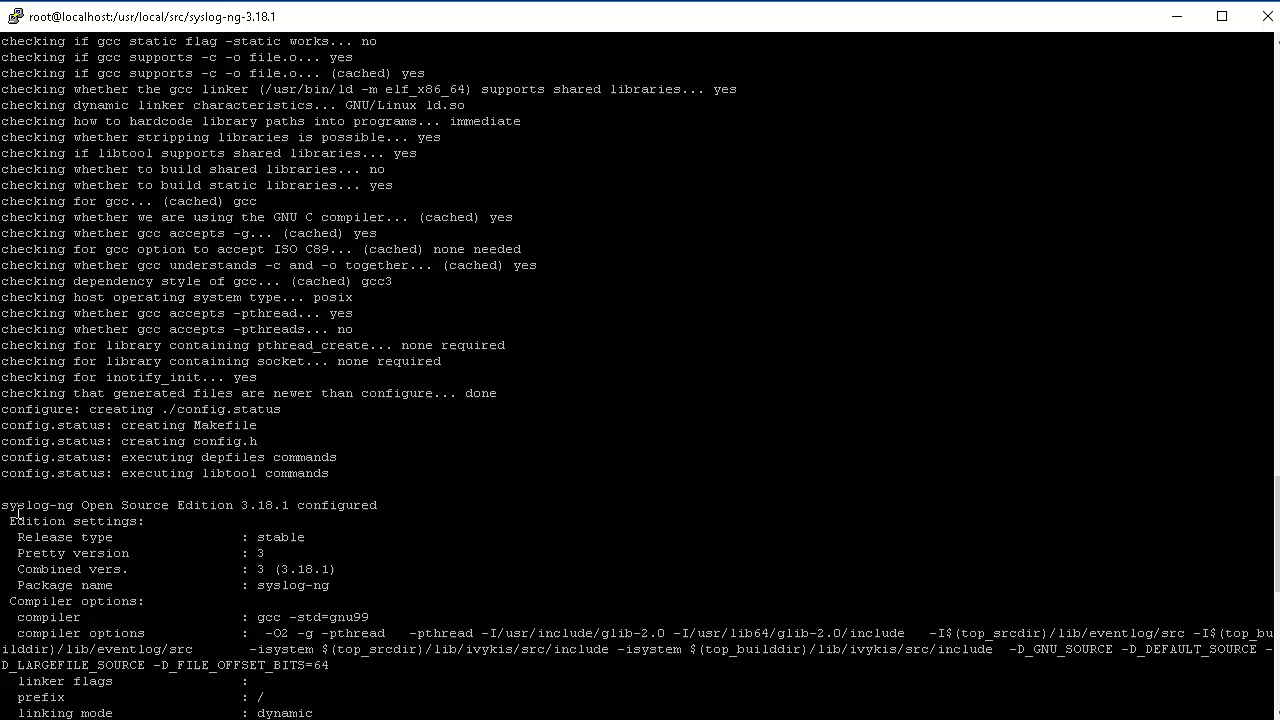 root@localhost:/usr/local/src/syslog-ng-3.18.1
checking if gcc static flag -static works... no
checking if gcc supports -c -o file.o... yes
checking if gcc supports -c -o file.o... (cached) yes
checking whether the gcc linker (/usr/bin/ld -m elf_x86_64) supports shared libraries... yes
checking dynamic linker characteristics... GNU/Linux ld.so
checking how to hardcode library paths into programs... immediate
checking whether stripping libraries is possible... yes
checking if libtool supports shared libraries... yes
checking whether to build shared libraries... no
checking whether to build static libraries... yes
checking for gcc... (cached) gcc
checking whether we are using the GNU C compiler... (cached) yes
checking whether gcc accepts -g... (cached) yes
checking for gcc option to accept ISO C89... (cached) none needed
checking whether gcc understands -c and -o together... (cached) yes
checking dependency style of gcc... (cached) gcc3
checking host operating system type... posix
checking whether gcc accepts -pthread... yes
checking whether gcc accepts -pthreads... no
checking for library containing pthread_create... none required
checking for library containing socket... none required
checking for inotify_init... yes
checking that generated files are newer than configure... done
configure: creating ./config.status
config.status: creating Makefile
config.status: creating config.h
config.status: executing depfiles commands
config.status: executing libtool commands
syslog-ng Open Source Edition 3.18.1 configured
Edition settings:
Release type : stable
Pretty version : 3
Combined vers. : 3 (3.18.1)
Package name : syslog-ng
Compiler options:
compiler : gcc -std=gnu99
compiler options : -O2 -g -pthread -pthread -I/usr/include/glib-2.0 -I/usr/lib64/glib-2.0/include -I$(top_srcdir)/lib/eventlog/src -I$(top_bu
ilddir)/lib/eventlog/src -isystem $(top_srcdir)/lib/ivykis/src/include -isystem $(top_builddir)/lib/ivykis/src/include -D_GNU_SOURCE -D_DEFAULT_SOURCE -
D_LARGEFILE_SOURCE -D_FILE_OFFSET_BITS=64
linker flags :
prefix : /
linking mode : dynamic